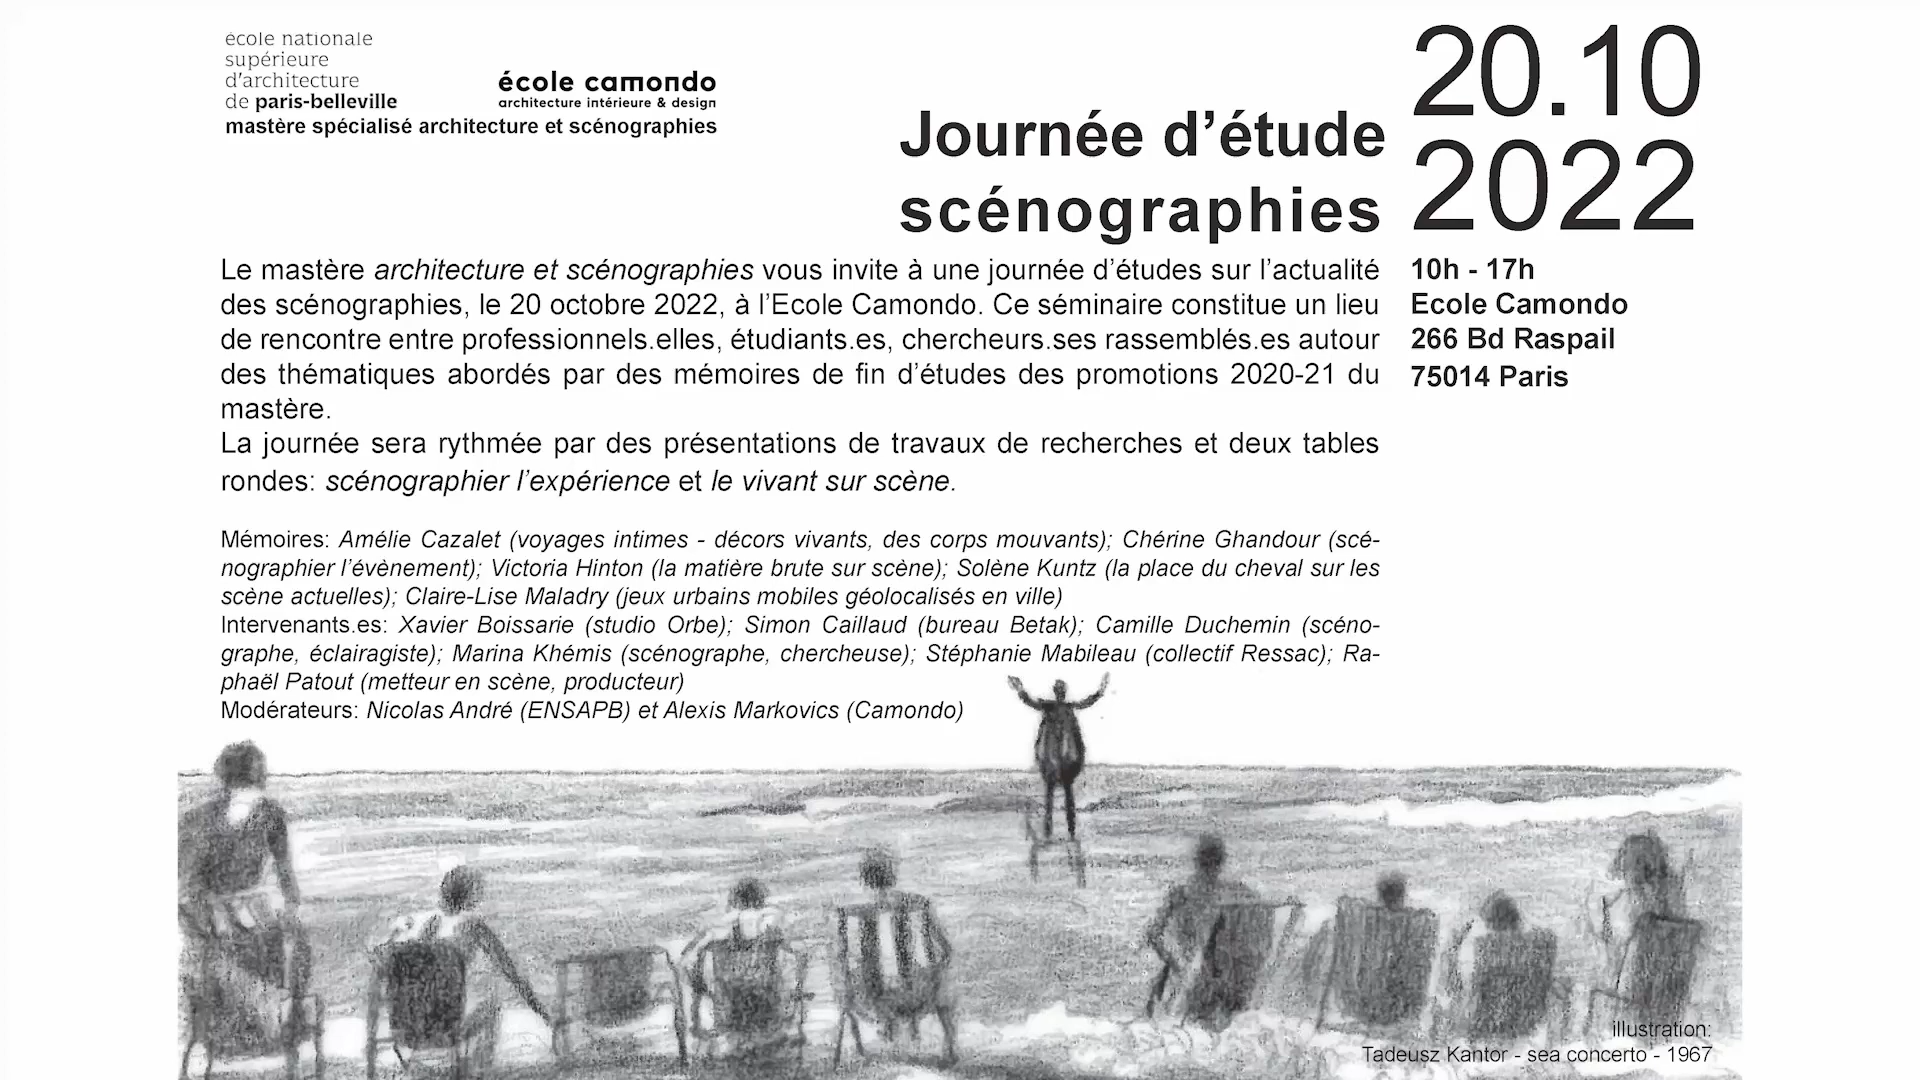 école nationale
supérieure
d'architecture
de paris-belleville
école camondo
architecture intérieure & design
mastère spécialisé architecture et scénographies
Journée d'étude
scénographies
20.10
2022
Le mastère architecture et scénographies vous invite à une journée d'études sur l'actualité
des scénographies, le 20 octobre 2022, à l'Ecole Camondo. Ce séminaire constitue un lieu
de rencontre entre professionnels.elles, étudiants.es, chercheurs.ses rassemblés.es autour
des thématiques abordés par des mémoires de fin d'études des promotions 2020-21 du
mastère.
La journée sera rythmée par des présentations de travaux de recherches et deux tables
rondes: scénographier l'expérience et le vivant sur scène.
10h - 17h
Ecole Camondo
266 Bd Raspail
75014 Paris
Mémoires: Amélie Cazalet (voyages intimes - décors vivants, des corps mouvants); Chérine Ghandour (scé-
nographier l'évènement); Victoria Hinton (la matière brute sur scène); Solène Kuntz (la place du cheval sur les
scène actuelles); Claire-Lise Maladry (jeux urbains mobiles géolocalisés en ville)
Intervenants.es: Xavier Boissarie (studio Orbe); Simon Caillaud (bureau Betak); Camille Duchemin (scéno-
graphe, éclairagiste); Marina Khémis (scénographe, chercheuse); Stéphanie Mabileau (collectif Ressac); Ra-
phaël Patout (metteur en scène, producteur)
Modérateurs: Nicolas André (ENSAPB) et Alexis Markovics (Camondo)
illustration:
Tadeusz Kantor - sea concerto - 1967